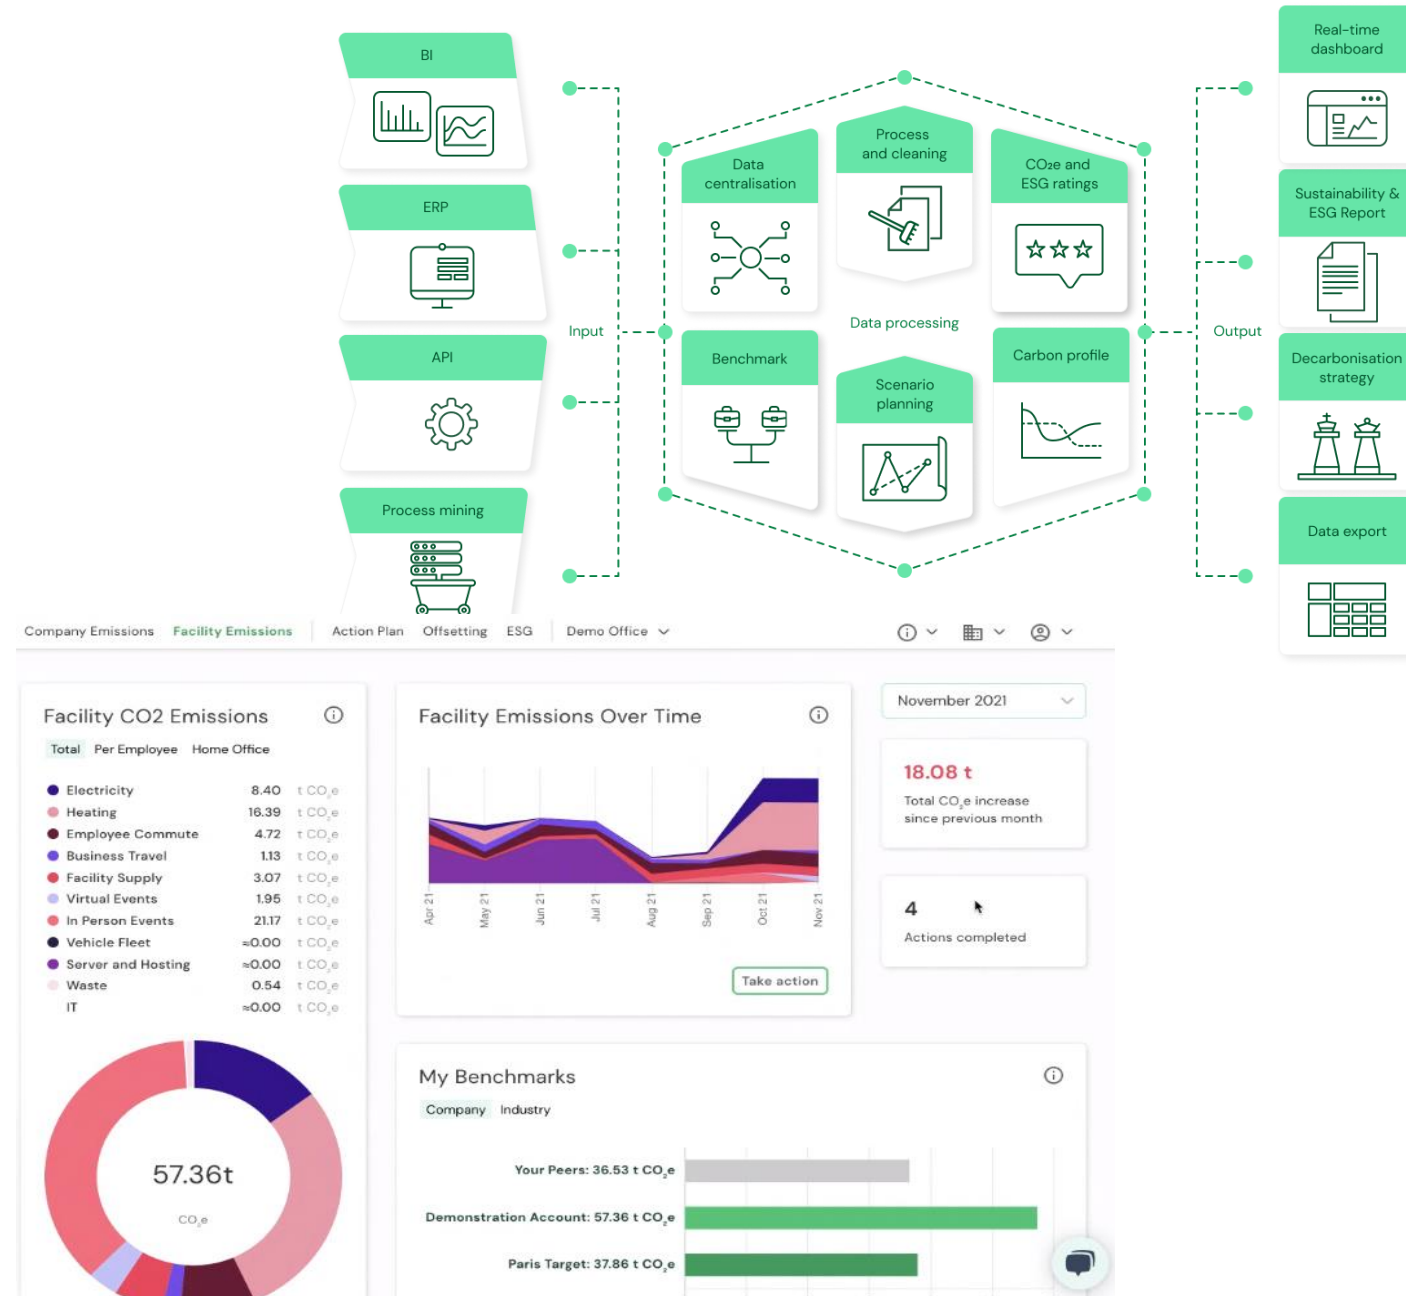 BI
ERP
API
Process mining
Input
Data
centralisation
Process
and cleaning
CO₂e and
ESG ratings
Data processing
Benchmark
Scenario
planning
Carbon profile
Output
Real-time
dashboard
Sustainability &
ESG Report
Decarbonisation
strategy
Data export
Company Emissions Facility Emissions Action Plan Offsetting ESG Demo Office
Facility CO2 Emissions
Total Per Employee Home Office
Electricity 8.40 t CO₂e
Heating 16.39 t CO₂e
Employee Commute 4.72 t CO₂e
Business Travel 1.13 t CO₂e
Facility Supply 3.07 t CO₂e
Virtual Events 1.95 t CO₂e
In Person Events 21.17 t CO₂e
Vehicle Fleet ≈0.00 t CO₂e
Server and Hosting ≈0.00 t CO₂e
Waste 0.54 t CO₂e
IT ≈0.00 t CO₂e
57.36t
CO₂e
Facility Emissions Over Time
Apr 21 May 21 Jun 21 Jul 21 Aug 21 Sep 21 Oct 21 Nov 21
Take action
November 2021
18.08 t
Total CO₂e increase
since previous month
4
Actions completed
My Benchmarks
Company Industry
Your Peers: 36.53 t CO₂e
Demonstration Account: 57.36 t CO₂e
Paris Target: 37.86 t CO₂e